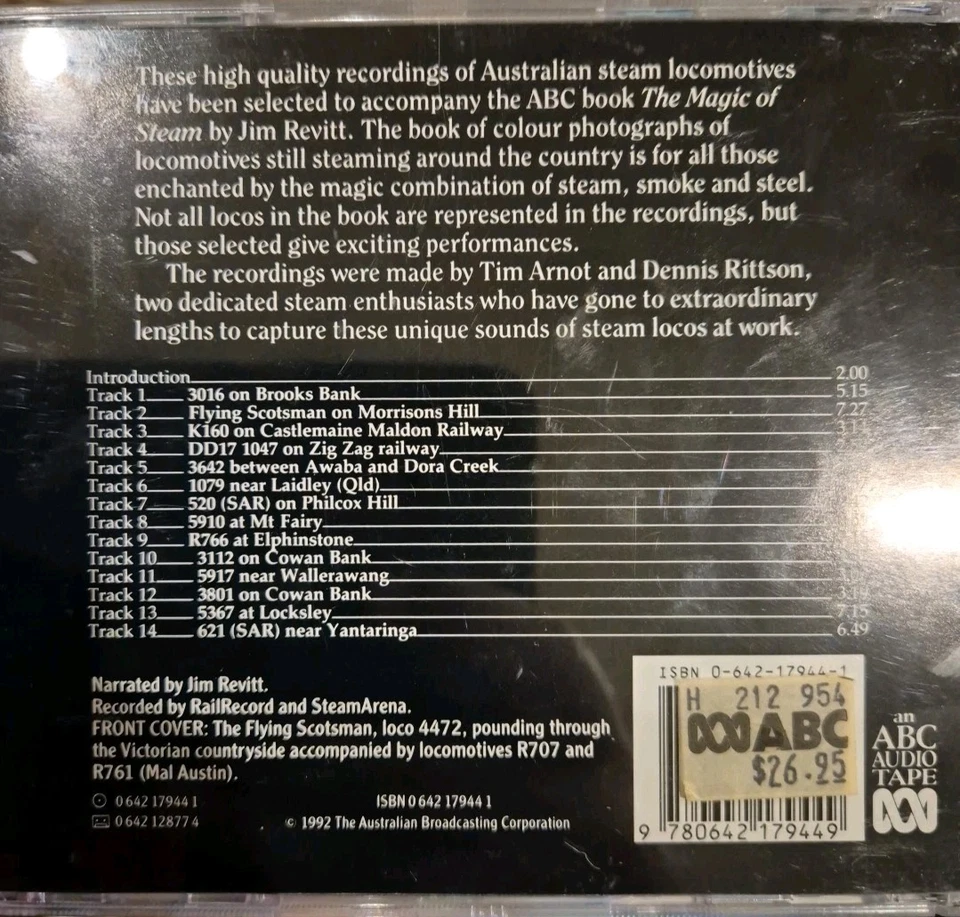 These high quality recordings of Australian steam locomotives
have been selected to accompany the ABC book The Magic of
Steam by Jim Revitt. The book of colour photographs of
locomotives still steaming around the country is for all those
enchanted by the magic combination of steam, smoke and steel.
Not all locos in the book are represented in the recordings, but
those selected give exciting performances.
The recordings were made by Tim Arnot and Dennis Rittson,
two dedicated steam enthusiasts who have gone to extraordinary
lengths to capture these unique sounds of steam locos at work.
Introduction 2.00
Track 1 3016 on Brooks Bank 5.15
Track 2 Flying Scotsman on Morrisons Hill 7.27
Track 3 K160 on Castlemaine Maldon Railway
Track 4 DD17 1047 on Zig Zag railway
Track 5 3642 between Awaba and Dora Creek
Track 6 1079 near Laidley (Qld)
Track 7 520 (SAR) on Philcox Hill
Track 8 5910 at Mt Fairy
Track 9 R766 at Elphinstone
Track 10 3112 on Cowan Bank
Track 11 5917 near Wallerawang
Track 12 3801 on Cowan Bank
Track 13 5367 at Locksley 7.15
Track 14 621 (SAR) near Yantaringa 6.49
Narrated by Jim Revitt.
Recorded by RailRecord and SteamArena.
FRONT COVER: The Flying Scotsman, loco 4472, pounding through
the Victorian countryside accompanied by locomotives R707 and
R761 (Mal Austin).
0 642 17944 1
0 642 12877 4
ISBN 0 642 17944 1
© 1992 The Australian Broadcasting Corporation
ISBN 0-642-17944-1
H 212 954
ABC
$26.95
9 780642 179449
an
ABC
AUDIO
TAPE